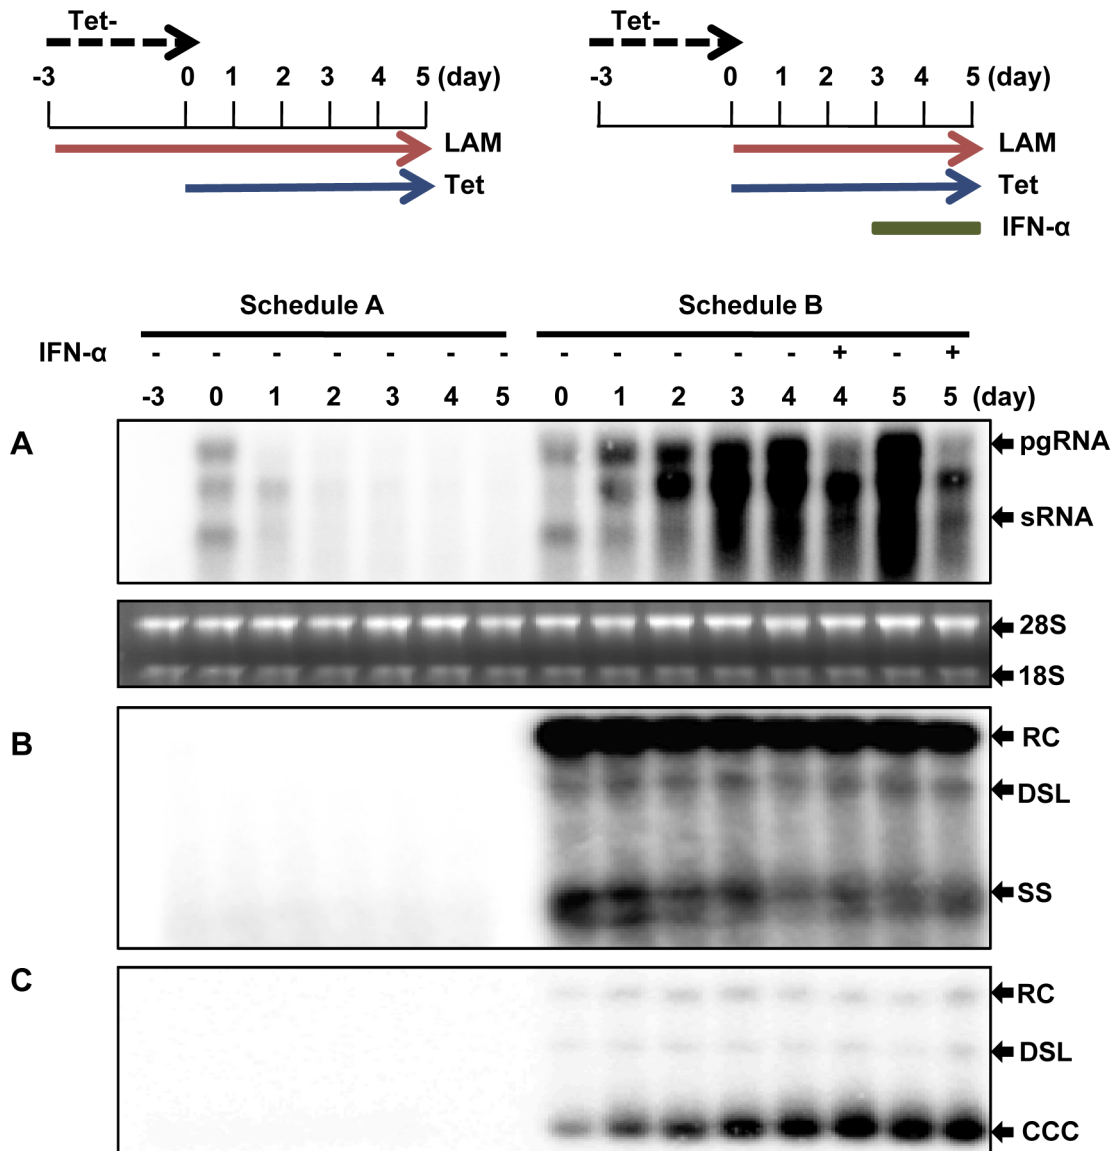 Tet- Tet-
-3 0 1 2 3 4 5 (day) -3 0 1 2 3 4 5 (day)
LAM LAM
Tet Tet
IFN-α
Schedule A Schedule B
IFN-α - - - - - - - - - - - - + - +
-3 0 1 2 3 4 5 0 1 2 3 4 4 5 5 (day)
A
pgRNA
sRNA
28S
18S
B
RC
DSL
SS
C
RC
DSL
CCC